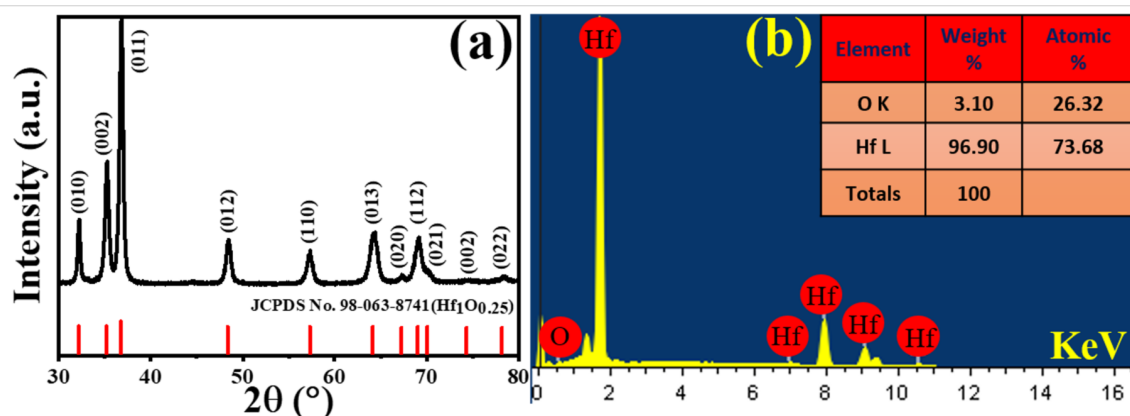 (a)
Intensity (a.u.)
(010)
(002)
(011)
(012)
(110)
(013)
(020)
(112)
(021)
(002)
(022)
JCPDS No. 98-063-8741(Hf1O0.25)
30 40 50 60 70 80
2θ (°)
(b)
Element Weight % Atomic %
O K 3.10 26.32
Hf L 96.90 73.68
Totals 100
Hf
O
Hf
Hf
Hf
Hf
KeV
0 2 4 6 8 10 12 14 16